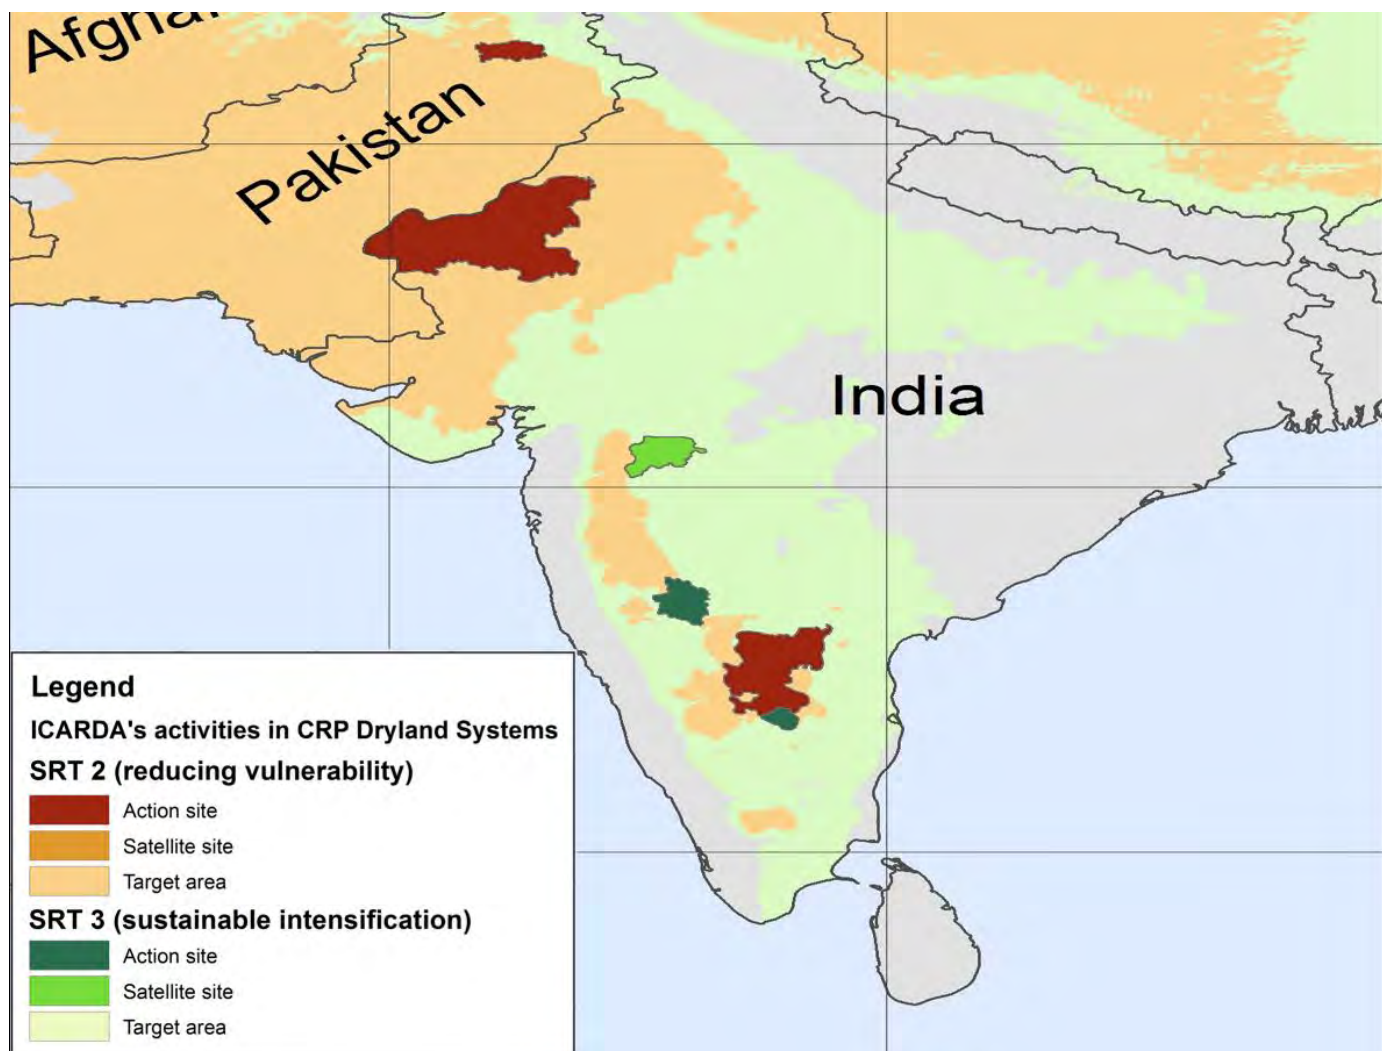 Afghan
Pakistan
India
Legend
ICARDA's activities in CRP Dryland Systems
SRT 2 (reducing vulnerability)
Action site
Satellite site
Target area
SRT 3 (sustainable intensification)
Action site
Satellite site
Target area